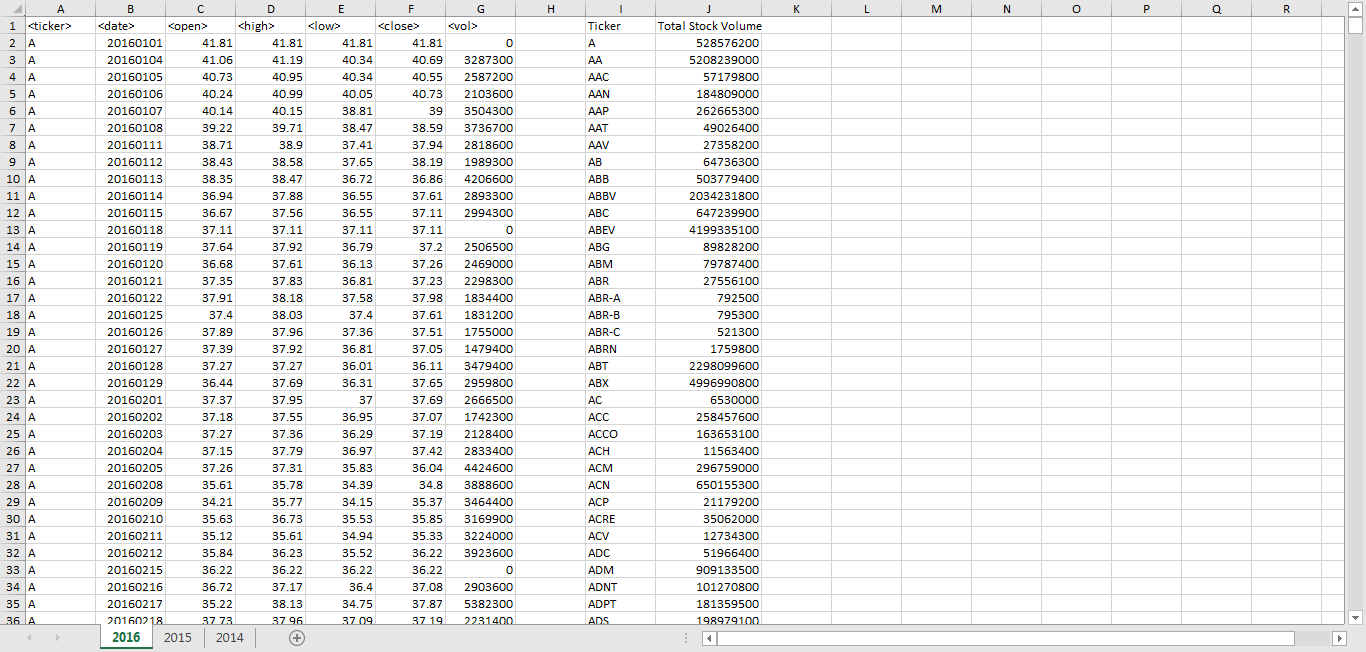 A B C D E F G H I J K L M N O P Q R
1 <ticker> <date> <open> <high> <low> <close> <vol> Ticker Total Stock Volume
2 A 20160101 41.81 41.81 41.81 41.81 0 A 528576200
3 A 20160104 41.06 41.19 40.34 40.69 3287300 AA 5208239000
4 A 20160105 40.73 40.95 40.34 40.55 2587200 AAC 57179800
5 A 20160106 40.24 40.99 40.05 40.73 2103600 AAN 184809000
6 A 20160107 40.14 40.15 38.81 39 3504300 AAP 262665300
7 A 20160108 39.22 39.71 38.47 38.59 3736700 AAT 49026400
8 A 20160111 38.71 38.9 37.41 37.94 2818600 AAV 27358200
9 A 20160112 38.43 38.58 37.65 38.19 1989300 AB 64736300
10 A 20160113 38.35 38.47 36.72 36.86 4206600 ABB 503779400
11 A 20160114 36.94 37.88 36.55 37.61 2893300 ABBV 2034231800
12 A 20160115 36.67 37.56 36.55 37.11 2994300 ABC 647239900
13 A 20160118 37.11 37.11 37.11 37.11 0 ABEV 4199335100
14 A 20160119 37.64 37.92 36.79 37.2 2506500 ABG 89828200
15 A 20160120 36.68 37.61 36.13 37.26 2469000 ABM 79787400
16 A 20160121 37.35 37.83 36.81 37.23 2298300 ABR 27556100
17 A 20160122 37.91 38.18 37.58 37.98 1834400 ABR-A 792500
18 A 20160125 37.4 38.03 37.4 37.61 1831200 ABR-B 795300
19 A 20160126 37.89 37.96 37.36 37.51 1755000 ABR-C 521300
20 A 20160127 37.39 37.92 36.81 37.05 1479400 ABRN 1759800
21 A 20160128 37.27 37.27 36.01 36.11 3479400 ABT 2298099600
22 A 20160129 36.44 37.69 36.31 37.65 2959800 ABX 4996990800
23 A 20160201 37.37 37.95 37 37.69 2666500 AC 6530000
24 A 20160202 37.18 37.55 36.95 37.07 1742300 ACC 258457600
25 A 20160203 37.27 37.36 36.29 37.19 2128400 ACCO 163653100
26 A 20160204 37.15 37.79 36.97 37.42 2833400 ACH 11563400
27 A 20160205 37.26 37.31 35.83 36.04 4424600 ACM 296759000
28 A 20160208 35.61 35.78 34.39 34.8 3888600 ACN 650155300
29 A 20160209 34.21 35.77 34.15 35.37 3464400 ACP 21179200
30 A 20160210 35.63 36.73 35.53 35.85 3169900 ACRE 35062000
31 A 20160211 35.12 35.61 34.94 35.33 3224000 ACV 12734300
32 A 20160212 35.84 36.23 35.52 36.22 3923600 ADC 51966400
33 A 20160215 36.22 36.22 36.22 36.22 0 ADM 909133500
34 A 20160216 36.72 37.17 36.4 37.08 2903600 ADNT 101270800
35 A 20160217 35.22 38.13 34.75 37.87 5382300 ADPT 181359500
36 A 20160218 37.73 37.96 37.09 37.19 2231400 ADS 198979100
2016 2015 2014